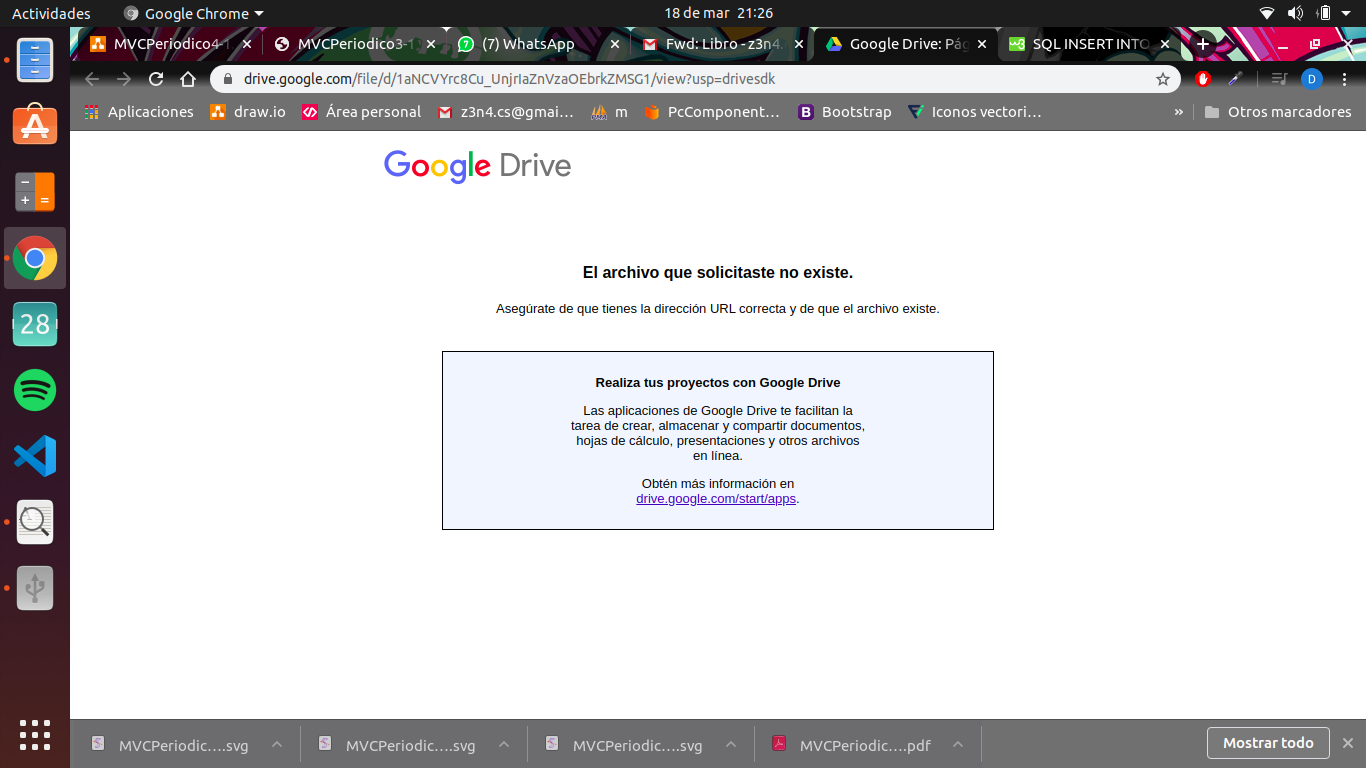 Actividades
Google Chrome
18 de mar 21:26
MVCPeriodico4-1
MVCPeriodico3-1
(7) WhatsApp
Fwd: Libro - z3n4.
Google Drive: Pág
SQL INSERT INTO
drive.google.com/file/d/1aNCVYrc8Cu_UnjrIaZnVzaOEbrkZMSG1/view?usp=drivesdk
D
Aplicaciones
draw.io
Área personal
z3n4.cs@gmai…
m
PcComponent…
Bootstrap
Iconos vectori…
»
Otros marcadores
28
Google Drive
El archivo que solicitaste no existe.
Asegúrate de que tienes la dirección URL correcta y de que el archivo existe.
Realiza tus proyectos con Google Drive
Las aplicaciones de Google Drive te facilitan la
tarea de crear, almacenar y compartir documentos,
hojas de cálculo, presentaciones y otros archivos
en línea.
Obtén más información en
drive.google.com/start/apps.
MVCPeriodic….svg
MVCPeriodic….svg
MVCPeriodic….svg
MVCPeriodic….pdf
Mostrar todo